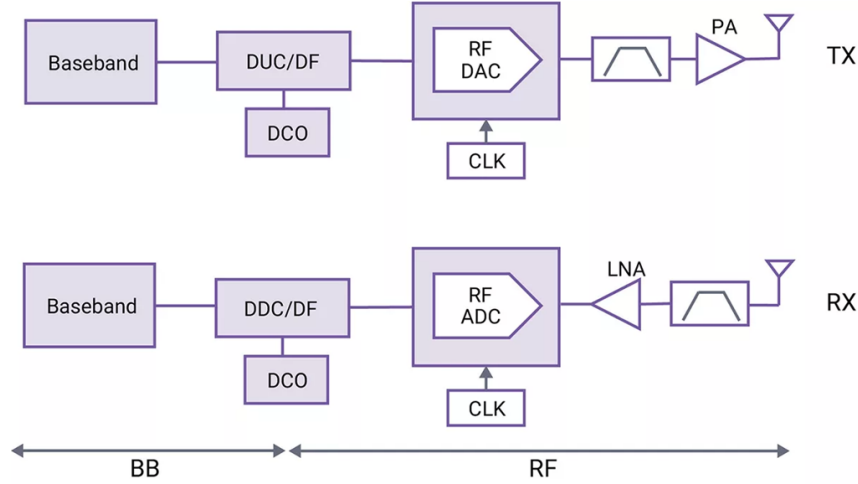 PA
Baseband
DUC/DF
RF
DAC
TX
DCO
CLK
LNA
Baseband
DDC/DF
RF
ADC
RX
DCO
CLK
BB
RF